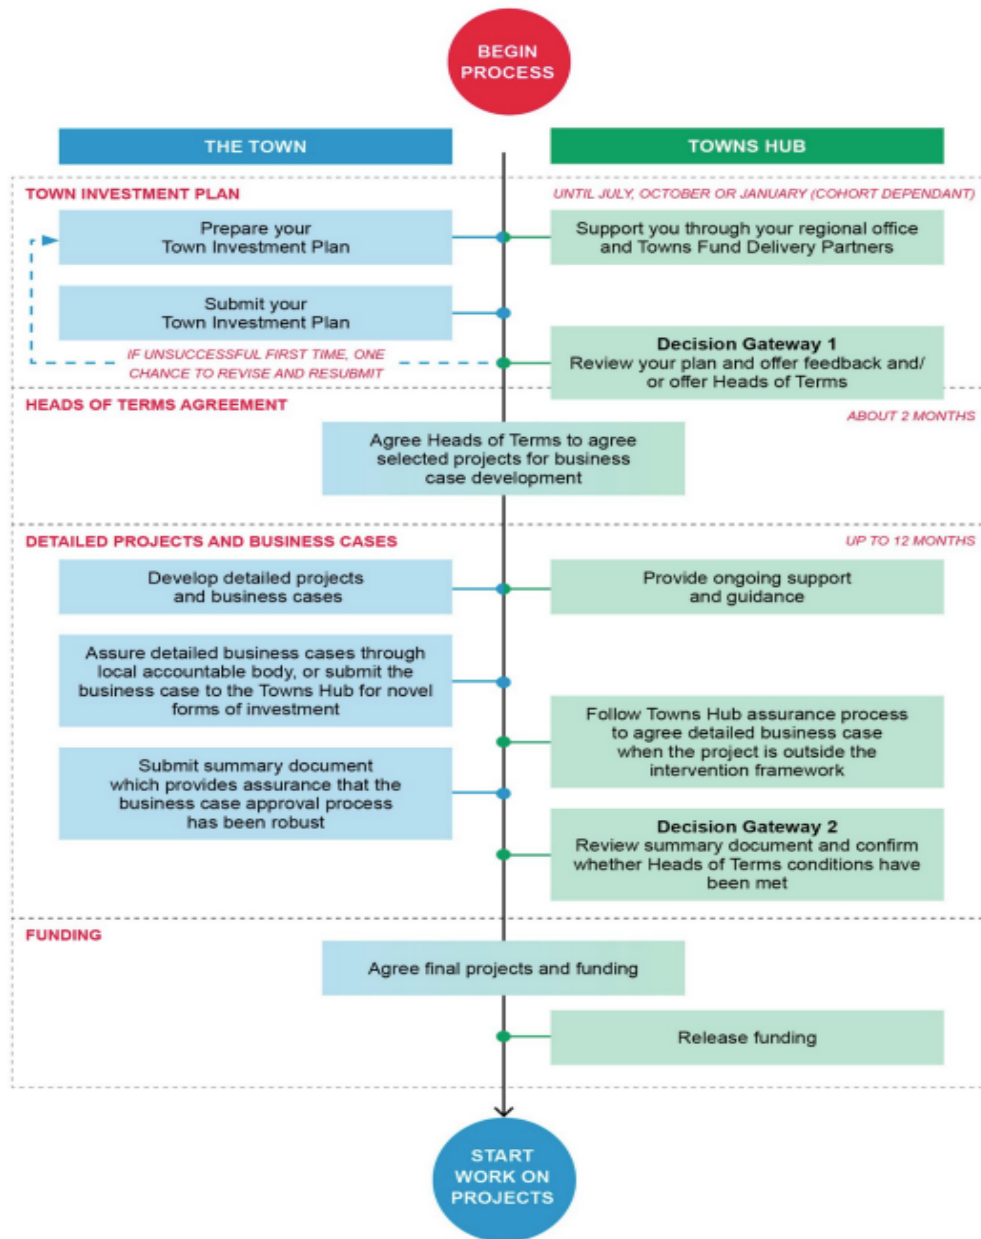 BEGIN
PROCESS
THE TOWN
TOWNS HUB
TOWN INVESTMENT PLAN
UNTIL JULY, OCTOBER OR JANUARY (COHORT DEPENDANT)
Prepare your
Town Investment Plan
Support you through your regional office
and Towns Fund Delivery Partners
Submit your
Town Investment Plan
IF UNSUCCESSFUL FIRST TIME, ONE
CHANCE TO REVISE AND RESUBMIT
Decision Gateway 1
Review your plan and offer feedback and/
or offer Heads of Terms
HEADS OF TERMS AGREEMENT
ABOUT 2 MONTHS
Agree Heads of Terms to agree
selected projects for business
case development
DETAILED PROJECTS AND BUSINESS CASES
UP TO 12 MONTHS
Develop detailed projects
and business cases
Provide ongoing support
and guidance
Assure detailed business cases through
local accountable body, or submit the
business case to the Towns Hub for novel
forms of investment
Follow Towns Hub assurance process
to agree detailed business case
when the project is outside the
intervention framework
Submit summary document
which provides assurance that the
business case approval process
has been robust
Decision Gateway 2
Review summary document and confirm
whether Heads of Terms conditions have
been met
FUNDING
Agree final projects and funding
Release funding
START
WORK ON
PROJECTS